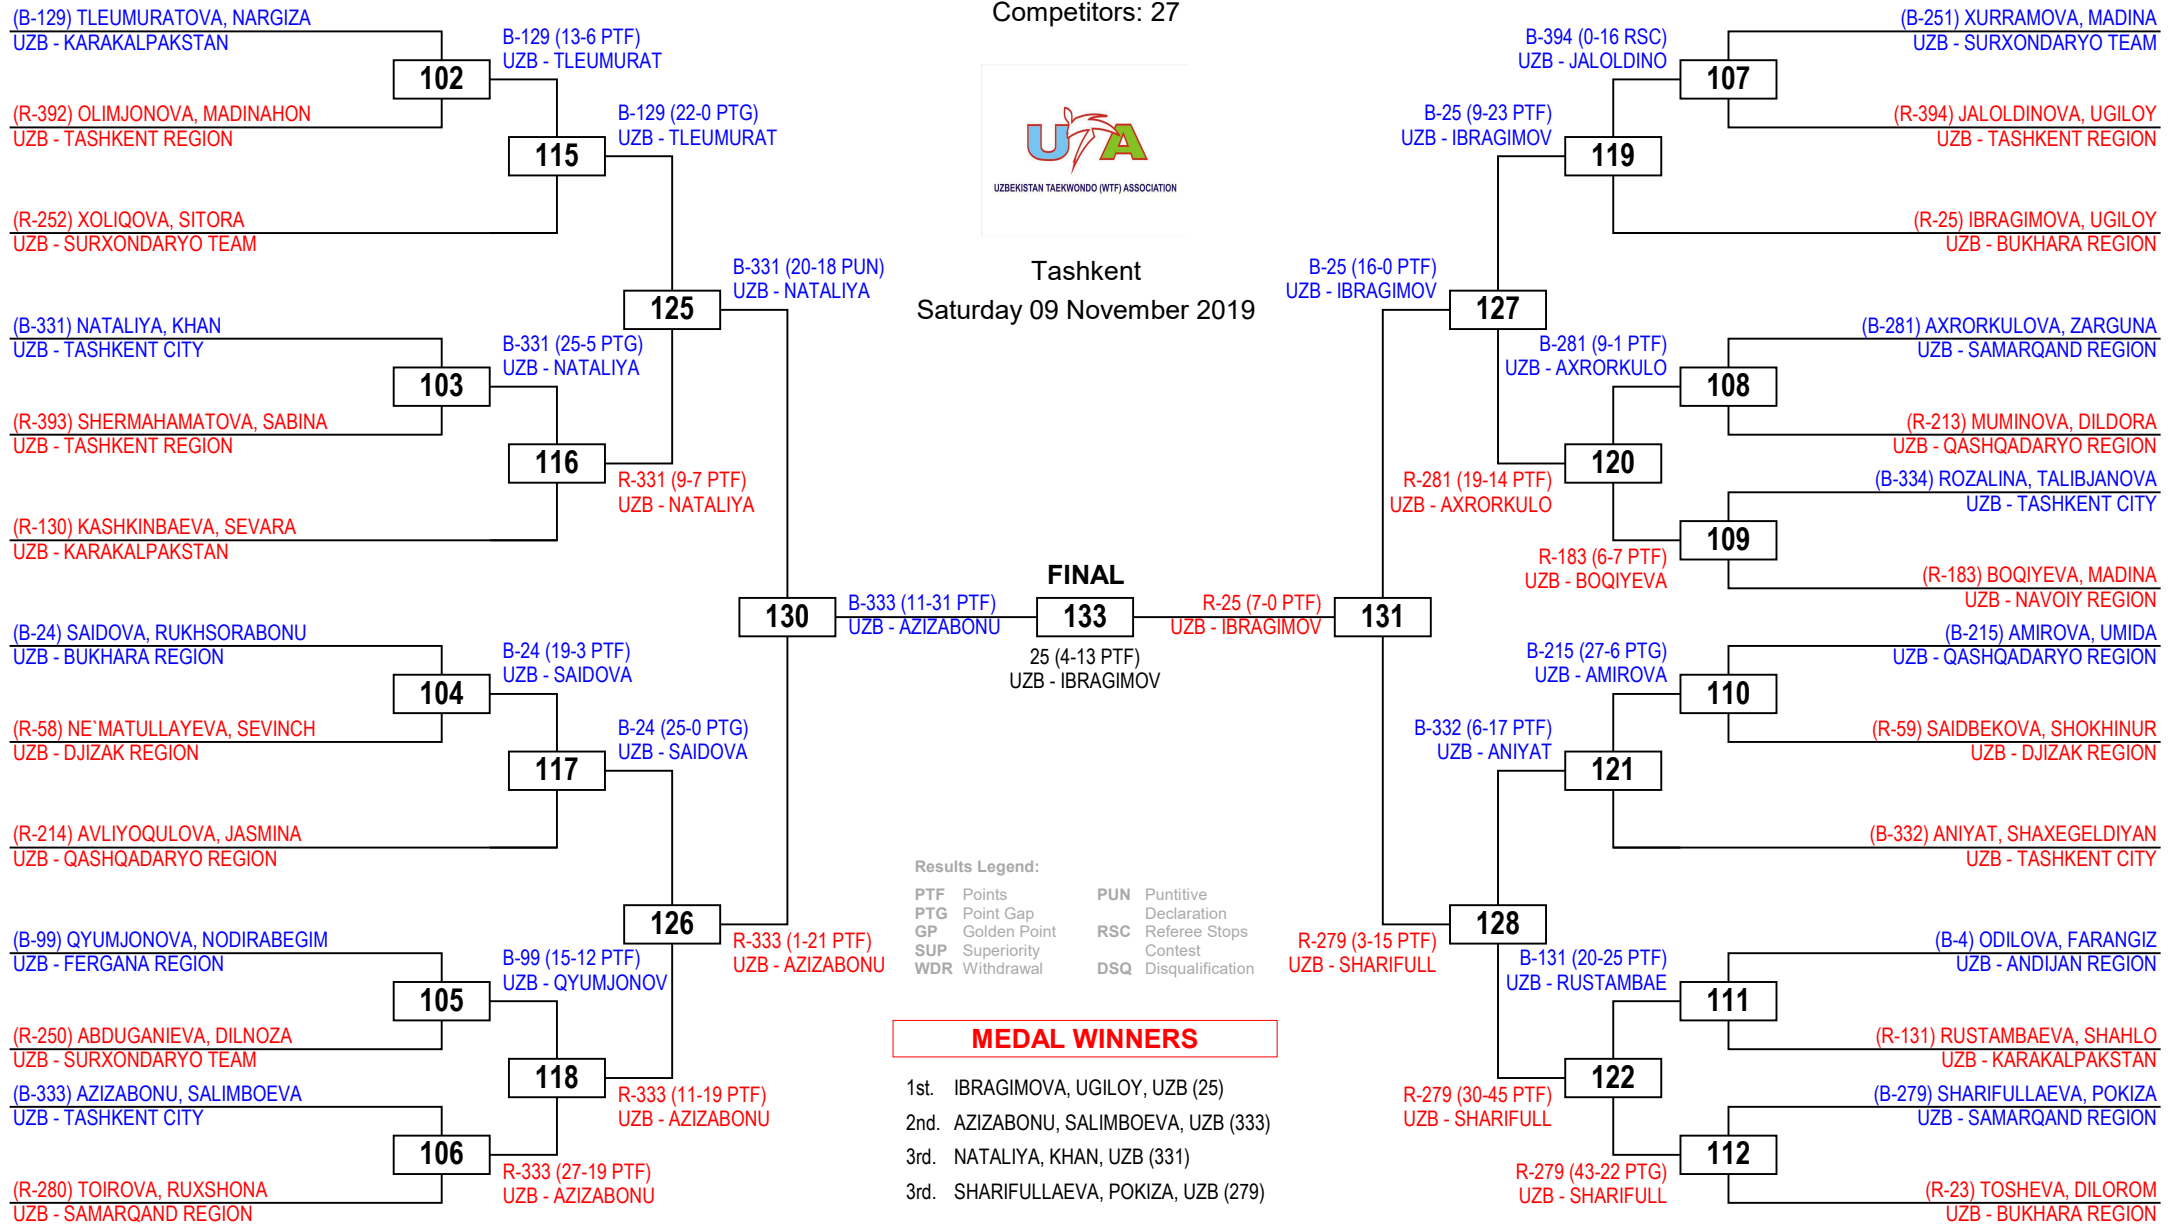 Competitors: 27
UTA
UZBEKISTAN TAEKWONDO (WTF) ASSOCIATION
Tashkent
Saturday 09 November 2019
(B-129) TLEUMURATOVA, NARGIZA
UZB - KARAKALPAKSTAN
102
(R-392) OLIMJONOVA, MADINAHON
UZB - TASHKENT REGION
B-129 (13-6 PTF)
UZB - TLEUMURAT
115
(R-252) XOLIQOVA, SITORA
UZB - SURXONDARYO TEAM
B-129 (22-0 PTG)
UZB - TLEUMURAT
125
(B-331) NATALIYA, KHAN
UZB - TASHKENT CITY
103
(R-393) SHERMAHAMATOVA, SABINA
UZB - TASHKENT REGION
B-331 (25-5 PTG)
UZB - NATALIYA
116
(R-130) KASHKINBAEVA, SEVARA
UZB - KARAKALPAKSTAN
R-331 (9-7 PTF)
UZB - NATALIYA
B-331 (20-18 PUN)
UZB - NATALIYA
130
(B-24) SAIDOVA, RUKHSORABONU
UZB - BUKHARA REGION
104
(R-58) NE`MATULLAYEVA, SEVINCH
UZB - DJIZAK REGION
B-24 (19-3 PTF)
UZB - SAIDOVA
117
(R-214) AVLIYOQULOVA, JASMINA
UZB - QASHQADARYO REGION
B-24 (25-0 PTG)
UZB - SAIDOVA
126
(B-99) QYUMJONOVA, NODIRABEGIM
UZB - FERGANA REGION
105
(R-250) ABDUGANIEVA, DILNOZA
UZB - SURXONDARYO TEAM
B-99 (15-12 PTF)
UZB - QYUMJONOV
118
(B-333) AZIZABONU, SALIMBOEVA
UZB - TASHKENT CITY
106
(R-280) TOIROVA, RUXSHONA
UZB - SAMARQAND REGION
R-333 (27-19 PTF)
UZB - AZIZABONU
R-333 (11-19 PTF)
UZB - AZIZABONU
R-333 (1-21 PTF)
UZB - AZIZABONU
B-333 (11-31 PTF)
UZB - AZIZABONU
FINAL
133
25 (4-13 PTF)
UZB - IBRAGIMOV
R-25 (7-0 PTF)
UZB - IBRAGIMOV
131
(B-251) XURRAMOVA, MADINA
UZB - SURXONDARYO TEAM
107
(R-394) JALOLDINOVA, UGILOY
UZB - TASHKENT REGION
B-394 (0-16 RSC)
UZB - JALOLDINO
119
(R-25) IBRAGIMOVA, UGILOY
UZB - BUKHARA REGION
B-25 (9-23 PTF)
UZB - IBRAGIMOV
127
B-25 (16-0 PTF)
UZB - IBRAGIMOV
(B-281) AXRORKULOVA, ZARGUNA
UZB - SAMARQAND REGION
108
(R-213) MUMINOVA, DILDORA
UZB - QASHQADARYO REGION
B-281 (9-1 PTF)
UZB - AXRORKULO
120
(B-334) ROZALINA, TALIBJANOVA
UZB - TASHKENT CITY
109
(R-183) BOQIYEVA, MADINA
UZB - NAVOIY REGION
R-183 (6-7 PTF)
UZB - BOQIYEVA
R-281 (19-14 PTF)
UZB - AXRORKULO
(B-215) AMIROVA, UMIDA
UZB - QASHQADARYO REGION
110
(R-59) SAIDBEKOVA, SHOKHINUR
UZB - DJIZAK REGION
B-215 (27-6 PTG)
UZB - AMIROVA
121
(B-332) ANIYAT, SHAXEGELDIYAN
UZB - TASHKENT CITY
B-332 (6-17 PTF)
UZB - ANIYAT
128
R-279 (3-15 PTF)
UZB - SHARIFULL
(B-4) ODILOVA, FARANGIZ
UZB - ANDIJAN REGION
111
(R-131) RUSTAMBAEVA, SHAHLO
UZB - KARAKALPAKSTAN
B-131 (20-25 PTF)
UZB - RUSTAMBAE
122
(B-279) SHARIFULLAEVA, POKIZA
UZB - SAMARQAND REGION
112
(R-23) TOSHEVA, DILOROM
UZB - BUKHARA REGION
R-279 (43-22 PTG)
UZB - SHARIFULL
R-279 (30-45 PTF)
UZB - SHARIFULL
Results Legend:
PTF Points PUN Puntitive
PTG Point Gap Declaration
GP Golden Point RSC Referee Stops
SUP Superiority Contest
WDR Withdrawal DSQ Disqualification
MEDAL WINNERS
1st. IBRAGIMOVA, UGILOY, UZB (25)
2nd. AZIZABONU, SALIMBOEVA, UZB (333)
3rd. NATALIYA, KHAN, UZB (331)
3rd. SHARIFULLAEVA, POKIZA, UZB (279)